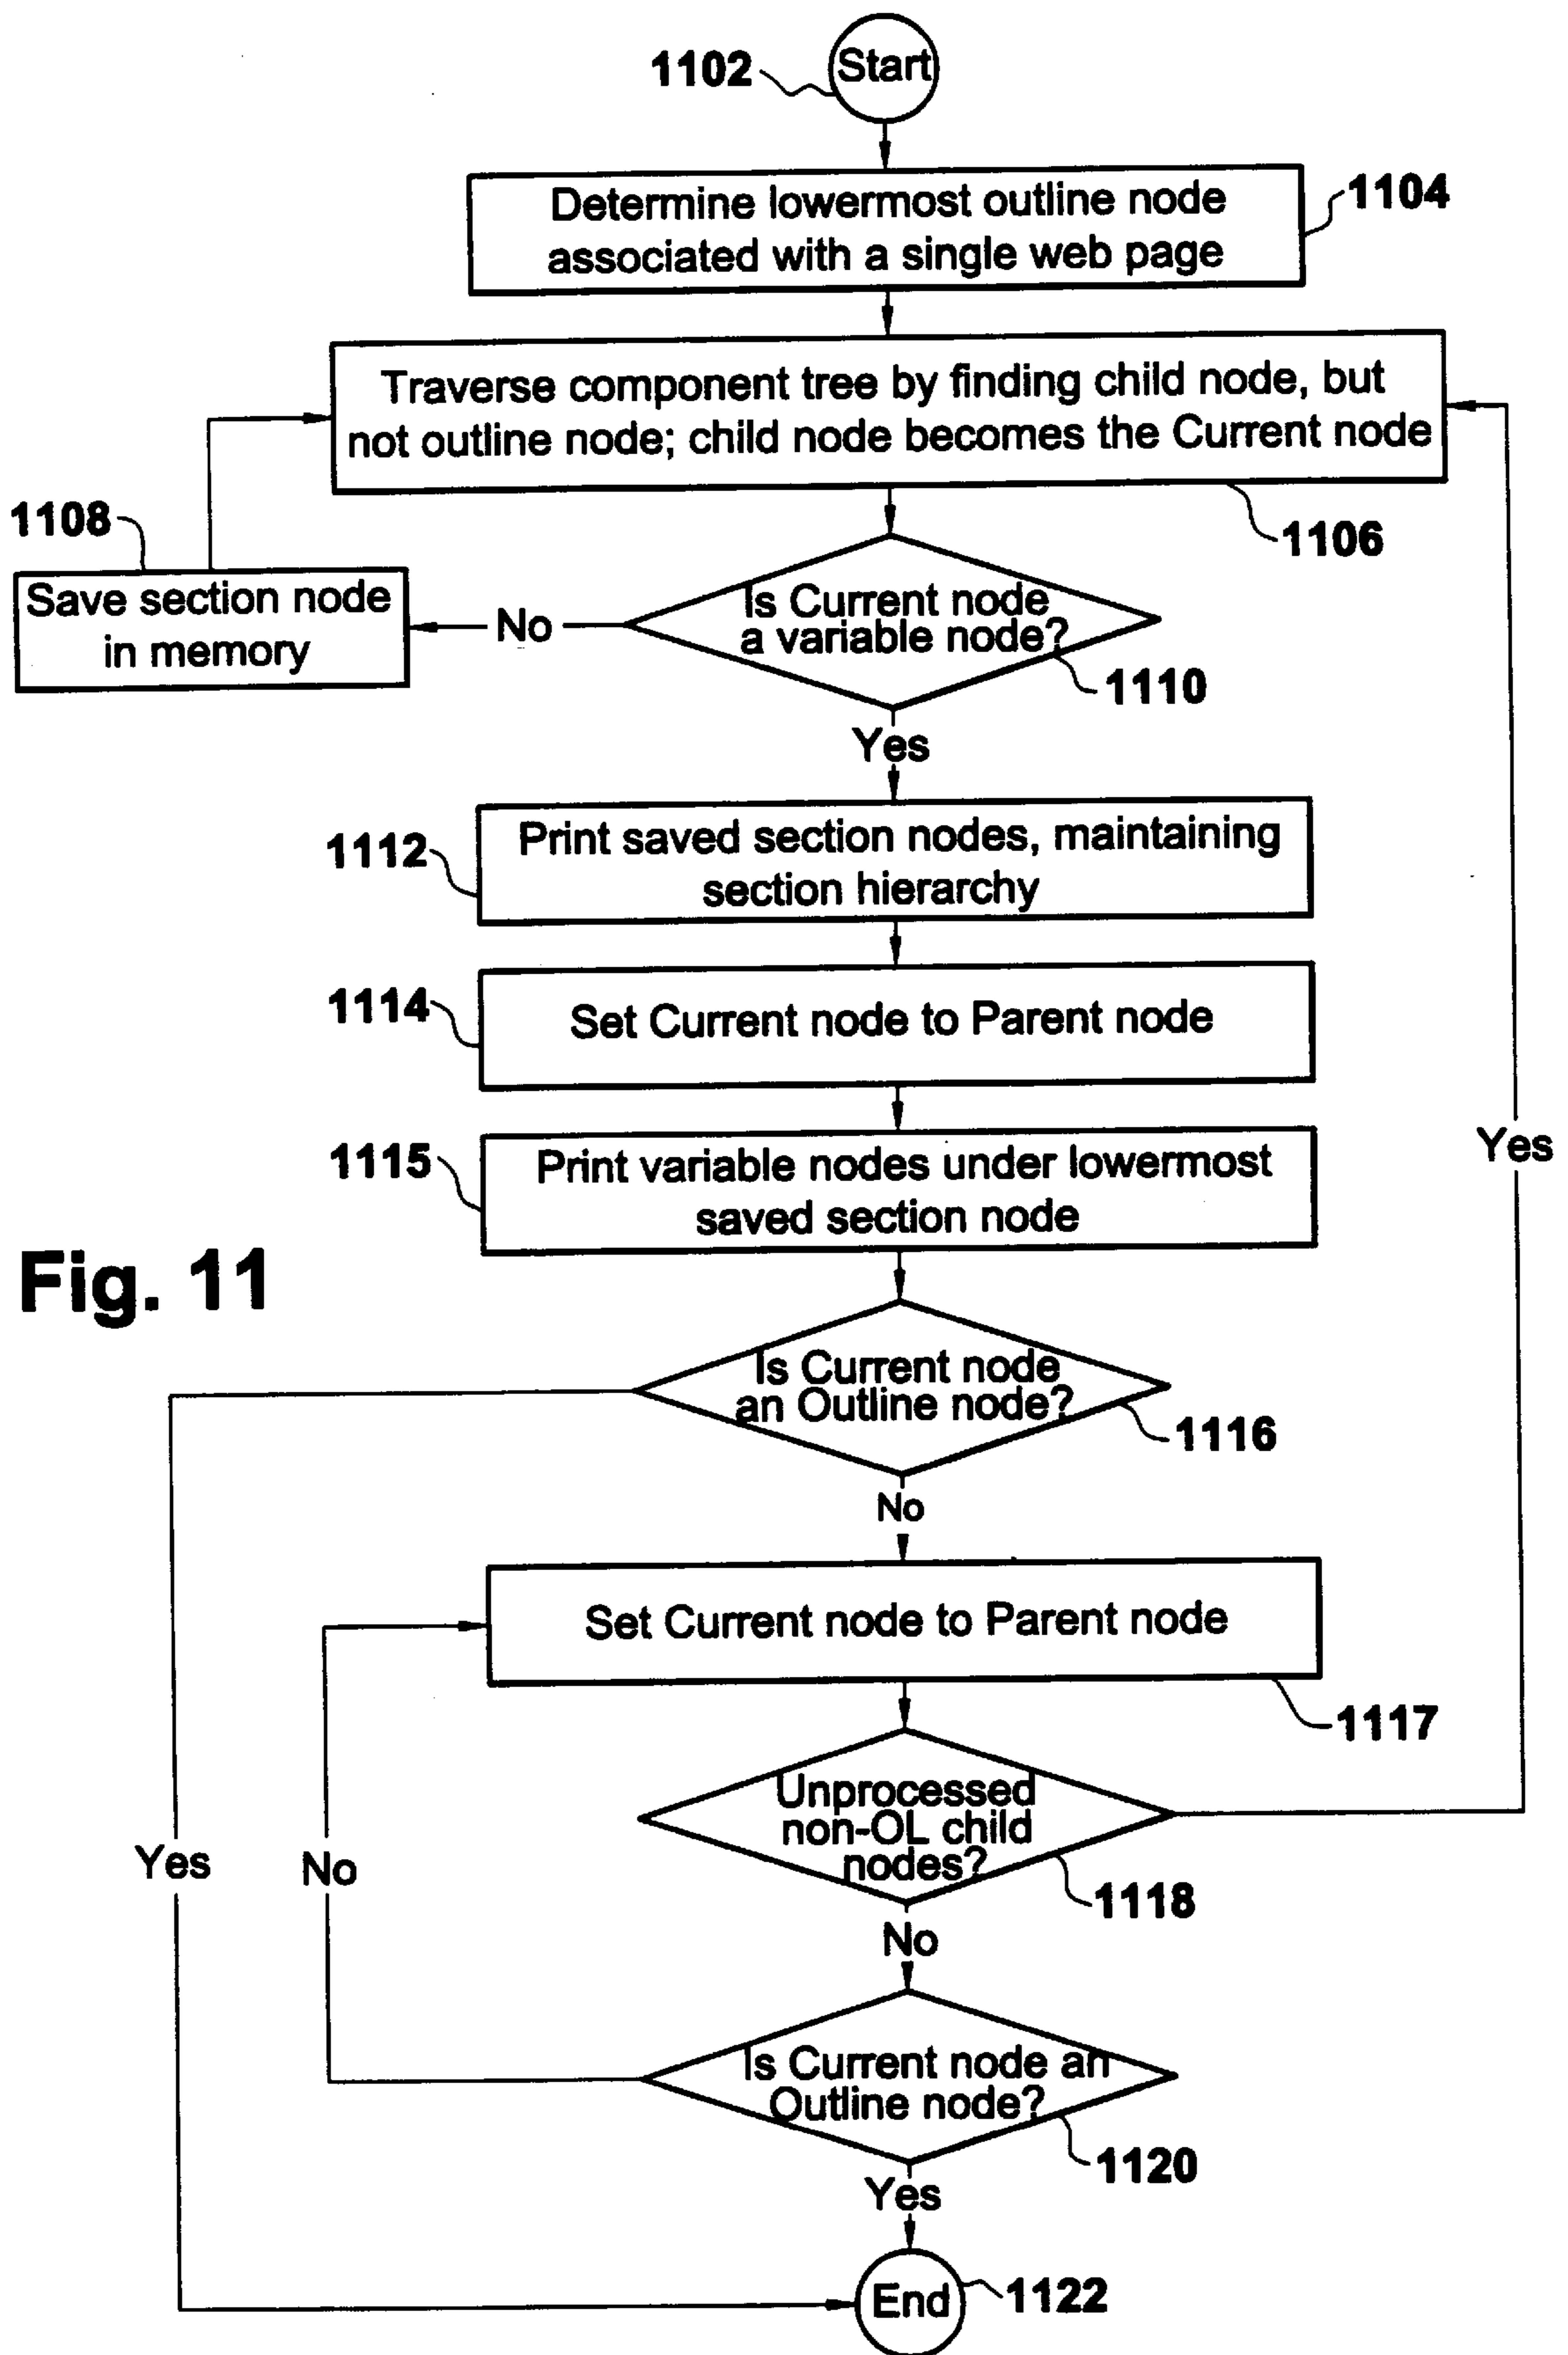 Start
1102
Determine lowermost outline node
associated with a single web page
1104
Traverse component tree by finding child node, but
not outline node; child node becomes the Current node
1106
1108
Save section node
in memory
No
Is Current node
a variable node?
1110
Yes
1112
Print saved section nodes, maintaining
section hierarchy
1114
Set Current node to Parent node
1115
Print variable nodes under lowermost
saved section node
Yes
Fig. 11
Is Current node
an Outline node?
1116
No
Set Current node to Parent node
1117
Unprocessed
non-OL child
nodes?
1118
Yes
No
No
Is Current node an
Outline node?
1120
Yes
End
1122